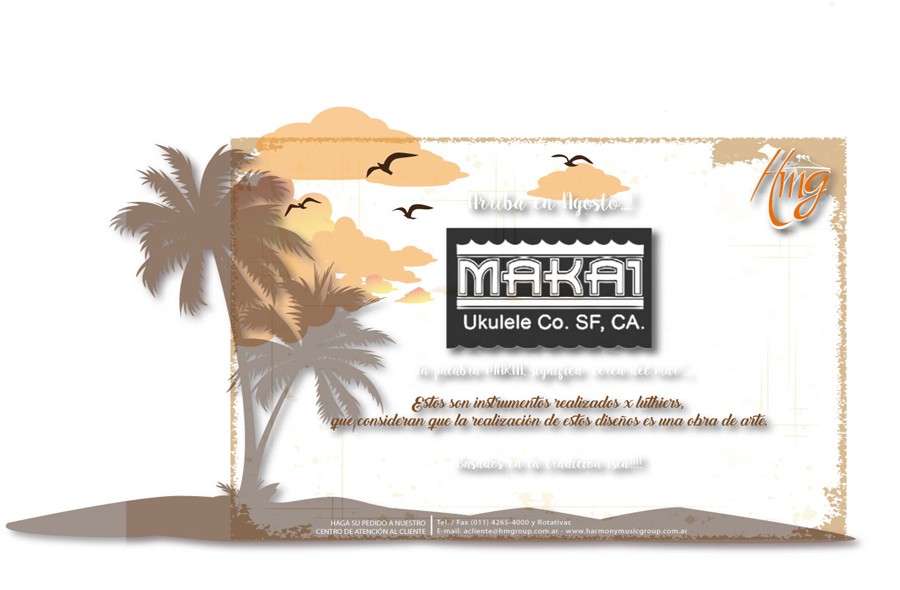 Arriba en Agosto...!
Hmg
MAKAI
Ukulele Co. SF, CA.
a palabra MAKAI, significa "cerca del mar"...
Estos son instrumentos realizados x luthiers,
que consideran que la realización de estos diseños es una obra de arte.
Basados en la tradición
HAGA SU PEDIDO A NUESTRO
CENTRO DE ATENCIÓN AL CLIENTE
Tel. / Fax (011) 4265-4000 y Rotativas
E-mail: acliente@hmgroup.com.ar - www.harmonymusicgroup.com.ar